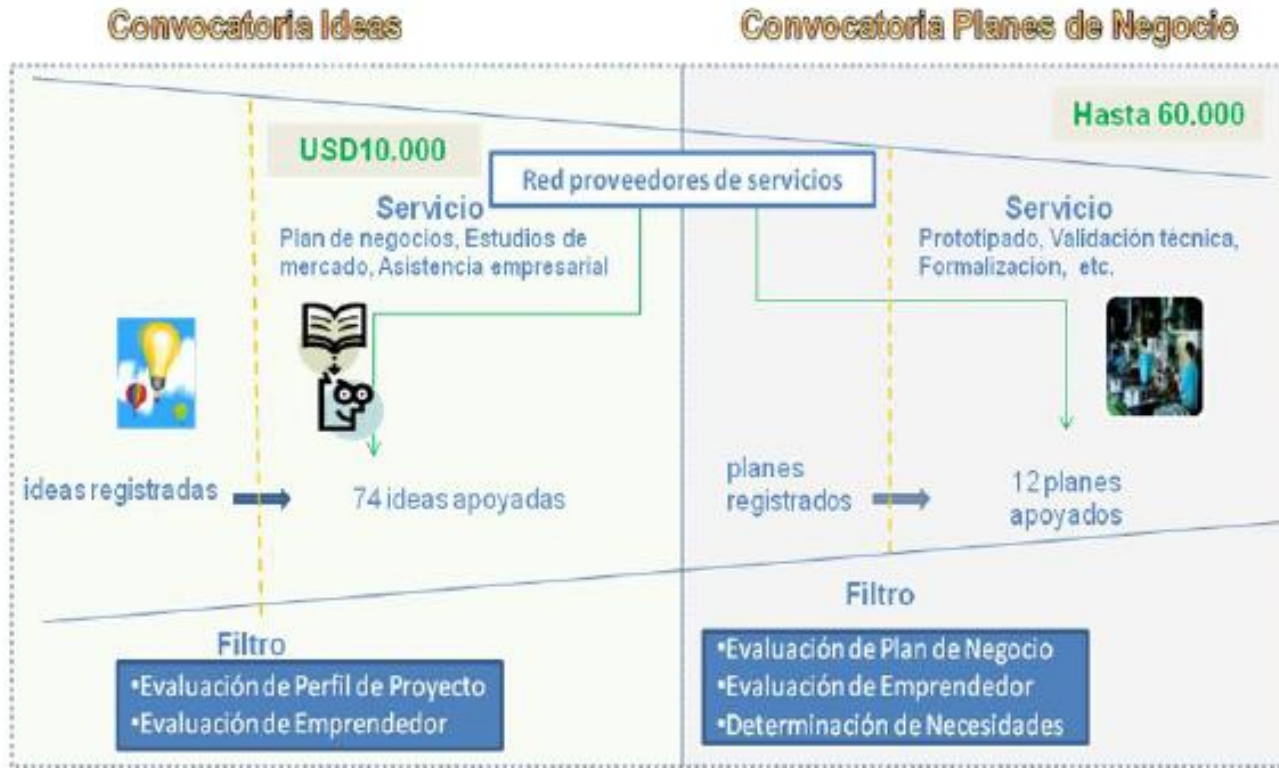 Convocatoria Ideas
USD10.000
Servicio
Plan de negocios, Estudios de
mercado, Asistencia empresarial
ideas registradas
74 ideas apoyadas
Filtro
•Evaluación de Perfil de Proyecto
•Evaluación de Emprendedor
Red proveedores de servicios
Convocatoria Planes de Negocio
Hasta 60.000
Servicio
Prototipado, Validación técnica,
Formalización, etc.
planes
registrados
12 planes
apoyados
Filtro
•Evaluación de Plan de Negocio
•Evaluación de Emprendedor
•Determinación de Necesidades